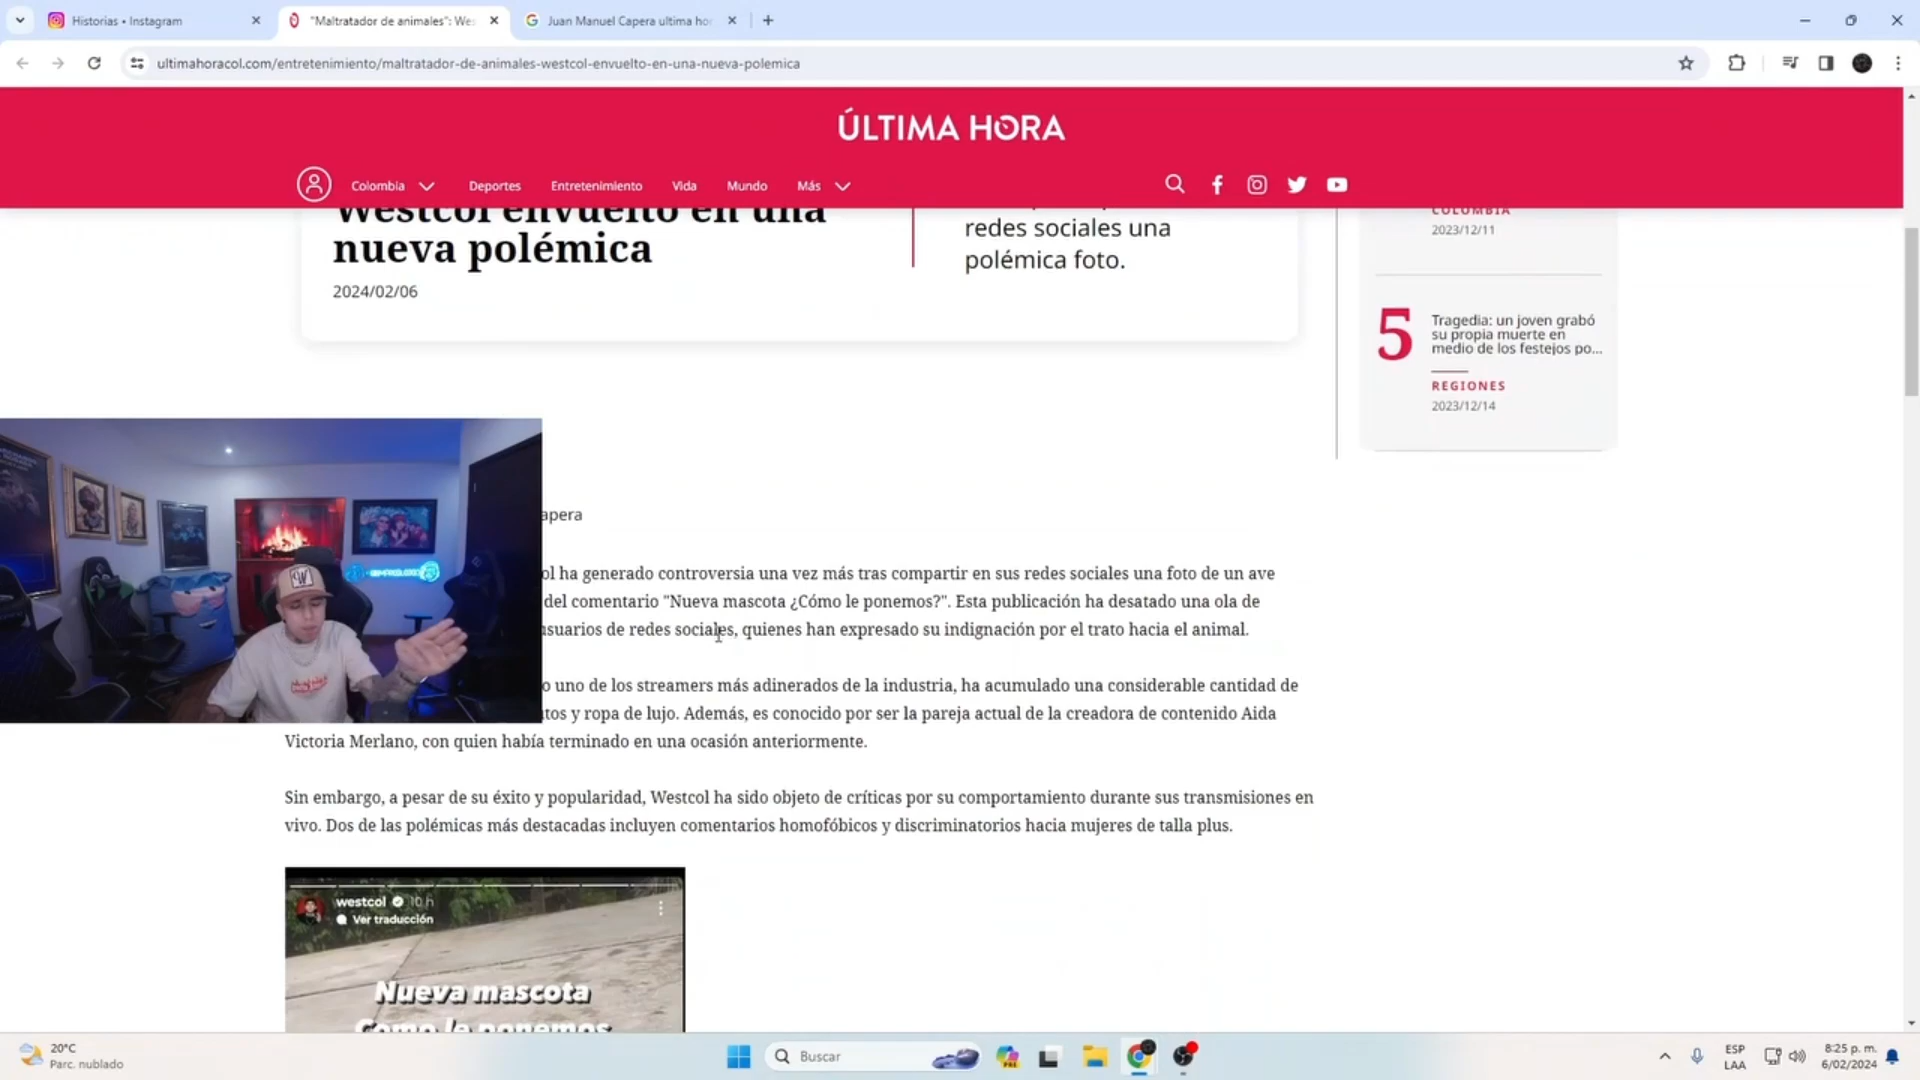 Historias • Instagram
"Maltratador de animales": Wes
Juan Manuel Capera ultima hor
ultimahoracol.com/entretenimiento/maltratador-de-animales-westcol-envuelto-en-una-nueva-polemica
ÚLTIMA HORA
Colombia
Deportes
Entretenimiento
Vida
Mundo
Más
Westcol envuelto en una
nueva polémica
2024/02/06
redes sociales una
polémica foto.
COLOMBIA
2023/12/11
5
Tragedia: un joven grabó
su propia muerte en
medio de los festejos po...
REGIONES
2023/12/14
apera
ol ha generado controversia una vez más tras compartir en sus redes sociales una foto de un ave
del comentario "Nueva mascota ¿Cómo le ponemos?". Esta publicación ha desatado una ola de
usuarios de redes sociales, quienes han expresado su indignación por el trato hacia el animal.
o uno de los streamers más adinerados de la industria, ha acumulado una considerable cantidad de
tos y ropa de lujo. Además, es conocido por ser la pareja actual de la creadora de contenido Aida
Victoria Merlano, con quien había terminado en una ocasión anteriormente.
Sin embargo, a pesar de su éxito y popularidad, Westcol ha sido objeto de críticas por su comportamiento durante sus transmisiones en
vivo. Dos de las polémicas más destacadas incluyen comentarios homofóbicos y discriminatorios hacia mujeres de talla plus.
westcol 10 h
Ver traducción
Nueva mascota
Como le ponemos
20°C
Parc. nublado
Buscar
ESP
LAA
8:25 p. m.
6/02/2024